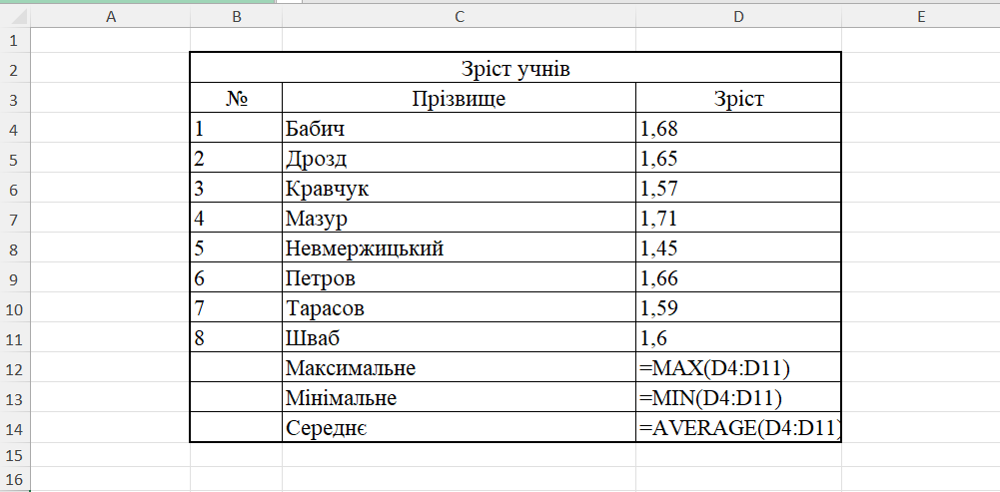 A B C D E
1
2 Зріст учнів
3 № Прізвище Зріст
4 1 Бабич 1,68
5 2 Дрозд 1,65
6 3 Кравчук 1,57
7 4 Мазур 1,71
8 5 Невмержицький 1,45
9 6 Петров 1,66
10 7 Тарасов 1,59
11 8 Шваб 1,6
12 Максимальне =MAX(D4:D11)
13 Мінімальне =MIN(D4:D11)
14 Середнє =AVERAGE(D4:D11)
15
16